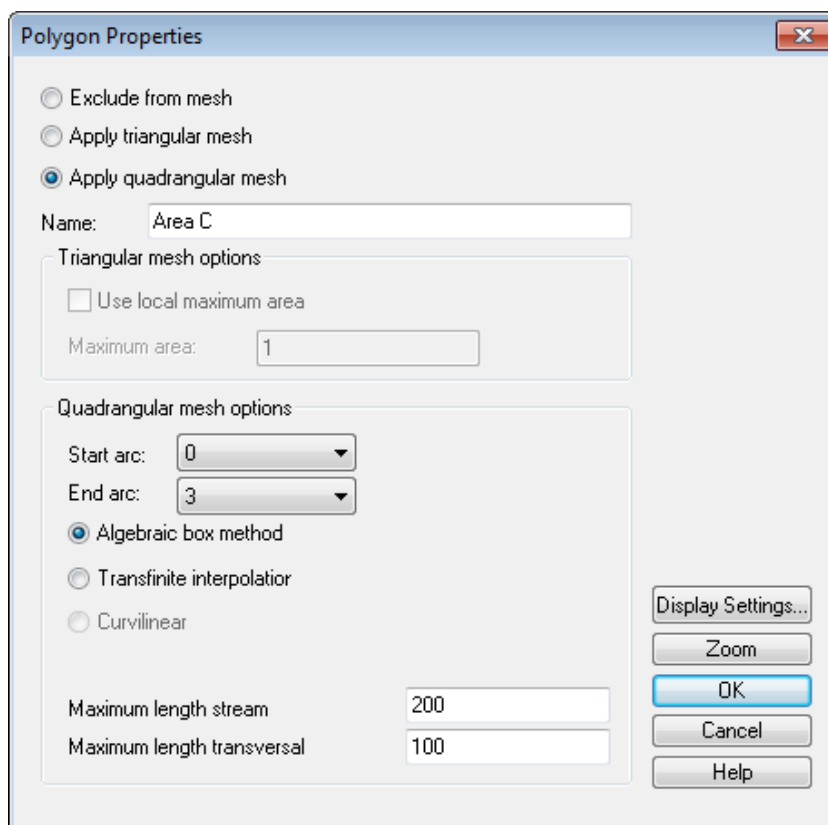 Polygon Properties
Exclude from mesh
Apply triangular mesh
Apply quadrangular mesh
Name: Area C
Triangular mesh options
Use local maximum area
Maximum area: 1
Quadrangular mesh options
Start arc: 0
End arc: 3
Algebraic box method
Transfinite interpolatior
Curvilinear
Maximum length stream 200
Maximum length transversal 100
Display Settings...
Zoom
OK
Cancel
Help